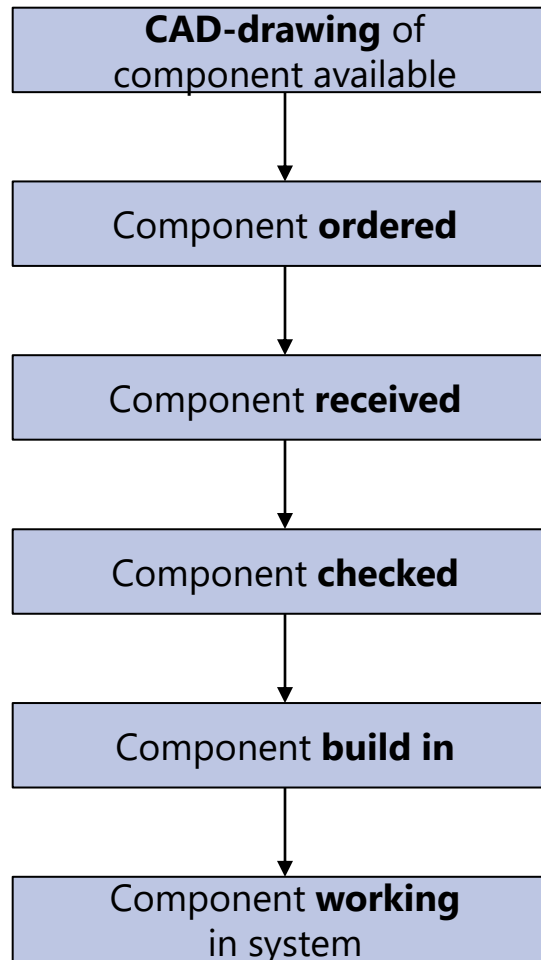 CAD-drawing of
component available
Component ordered
Component received
Component checked
Component build in
Component working
in system